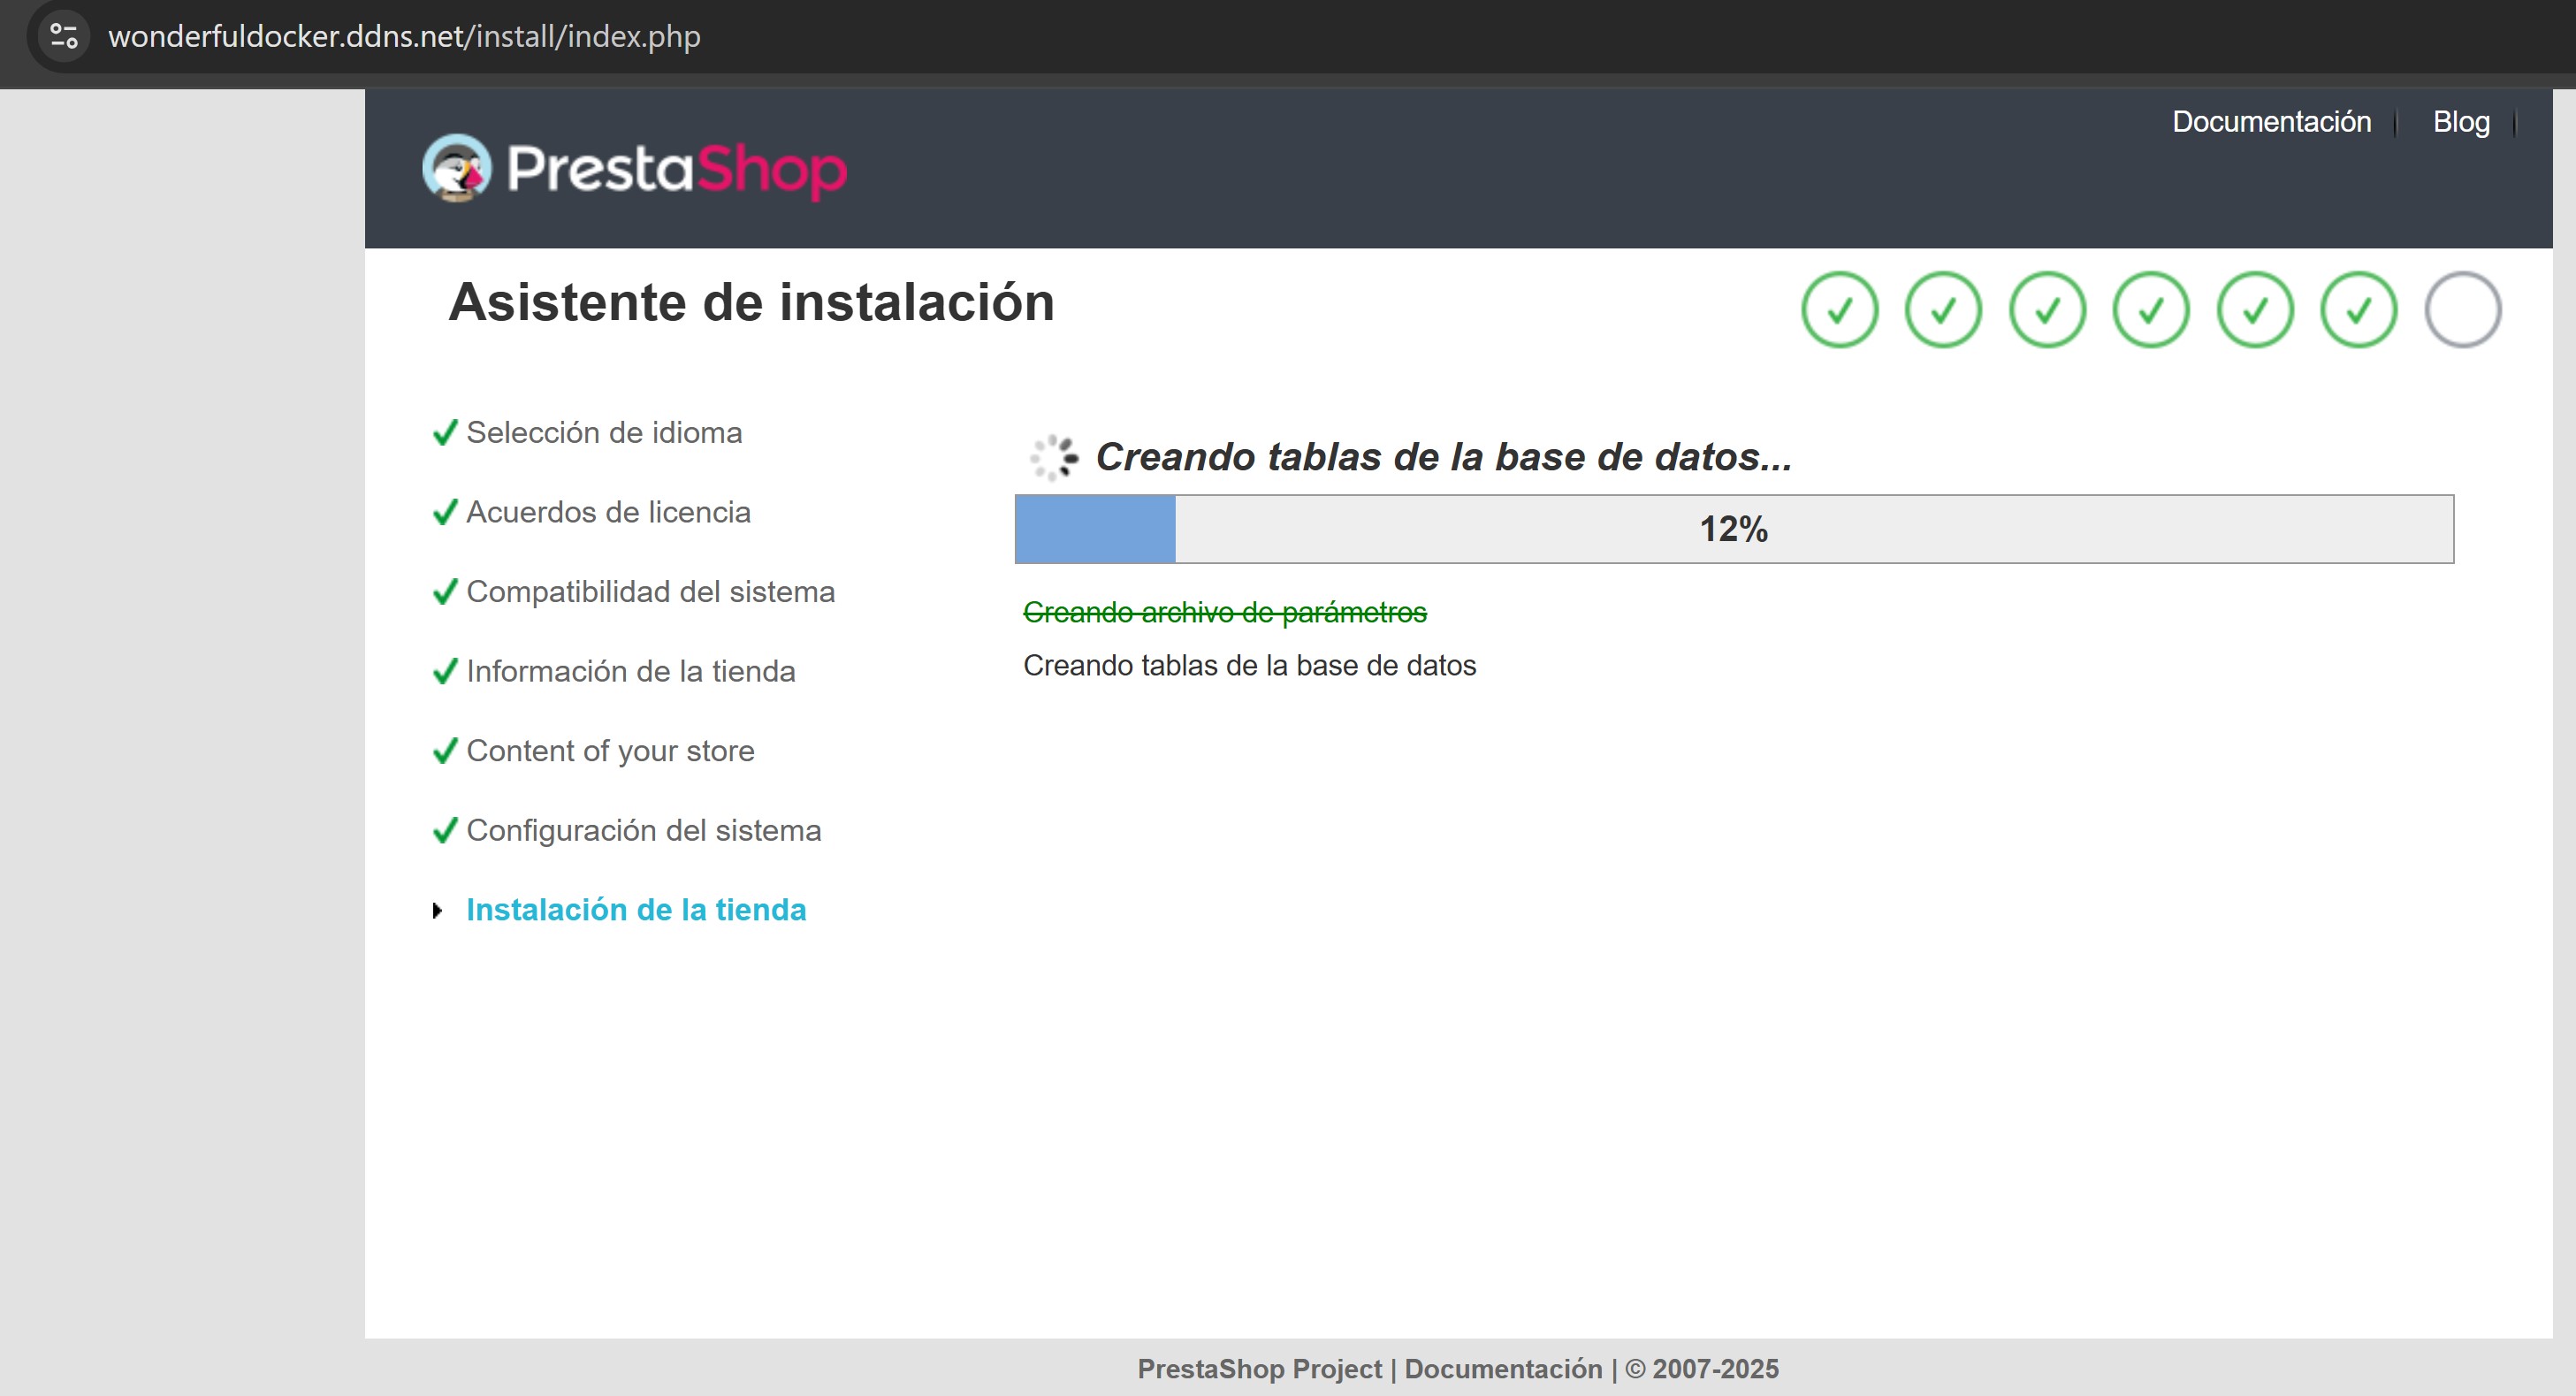 wonderfuldocker.ddns.net/install/index.php
Documentación | Blog |
PrestaShop
Asistente de instalación
Selección de idioma
Acuerdos de licencia
Compatibilidad del sistema
Información de la tienda
Content of your store
Configuración del sistema
Instalación de la tienda
Creando tablas de la base de datos...
12%
Creando archivo de parámetros
Creando tablas de la base de datos
PrestaShop Project | Documentación | © 2007-2025